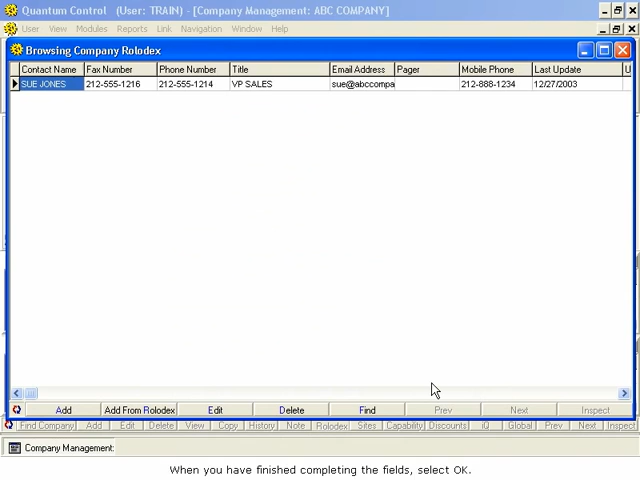 Quantum Control (User: TRAIN) - [Company Management: ABC COMPANY]
User View Modules Reports Link Navigation Window Help
Browsing Company Rolodex
Contact Name Fax Number Phone Number Title Email Address Pager Mobile Phone Last Update U
SUE JONES 212-555-1216 212-555-1214 VP SALES sue@abccompa 212-888-1234 12/27/2003
Add Add From Rolodex Edit Delete Find Prev Next Inspect
Find Company Add Edit Delete View Copy History Note Rolodex Sites Capability Discounts iQ Global Prev Next Inspect
Company Management:
When you have finished completing the fields, select OK.